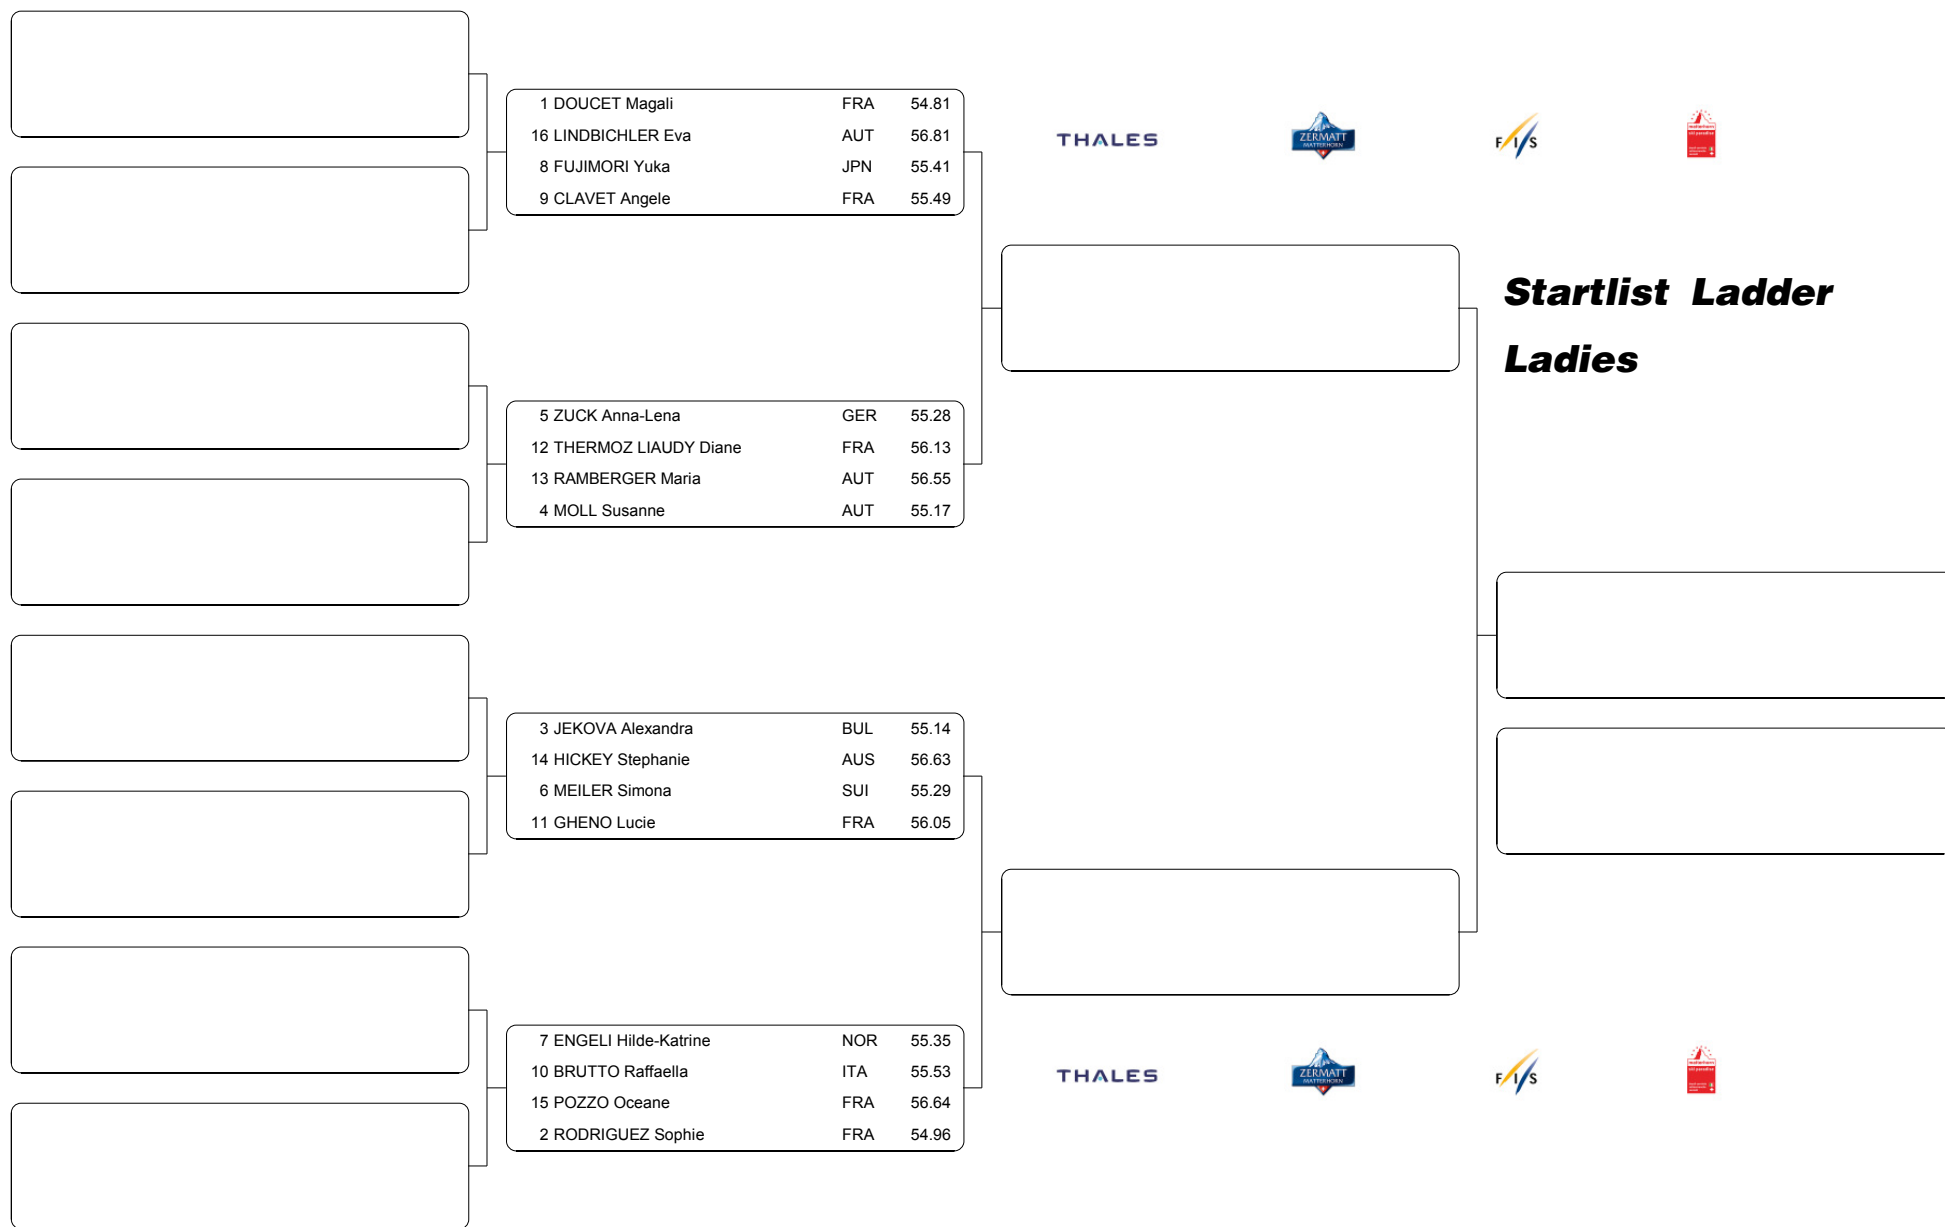 1 DOUCET Magali FRA 54.81
16 LINDBICHLER Eva AUT 56.81
8 FUJIMORI Yuka JPN 55.41
9 CLAVET Angele FRA 55.49
THALES
ZERMATT
MATTERHORN
F I S
Startlist Ladder
Ladies
5 ZUCK Anna-Lena GER 55.28
12 THERMOZ LIAUDY Diane FRA 56.13
13 RAMBERGER Maria AUT 56.55
4 MOLL Susanne AUT 55.17
3 JEKOVA Alexandra BUL 55.14
14 HICKEY Stephanie AUS 56.63
6 MEILER Simona SUI 55.29
11 GHENO Lucie FRA 56.05
7 ENGELI Hilde-Katrine NOR 55.35
10 BRUTTO Raffaella ITA 55.53
15 POZZO Oceane FRA 56.64
2 RODRIGUEZ Sophie FRA 54.96
THALES
ZERMATT
MATTERHORN
F I S